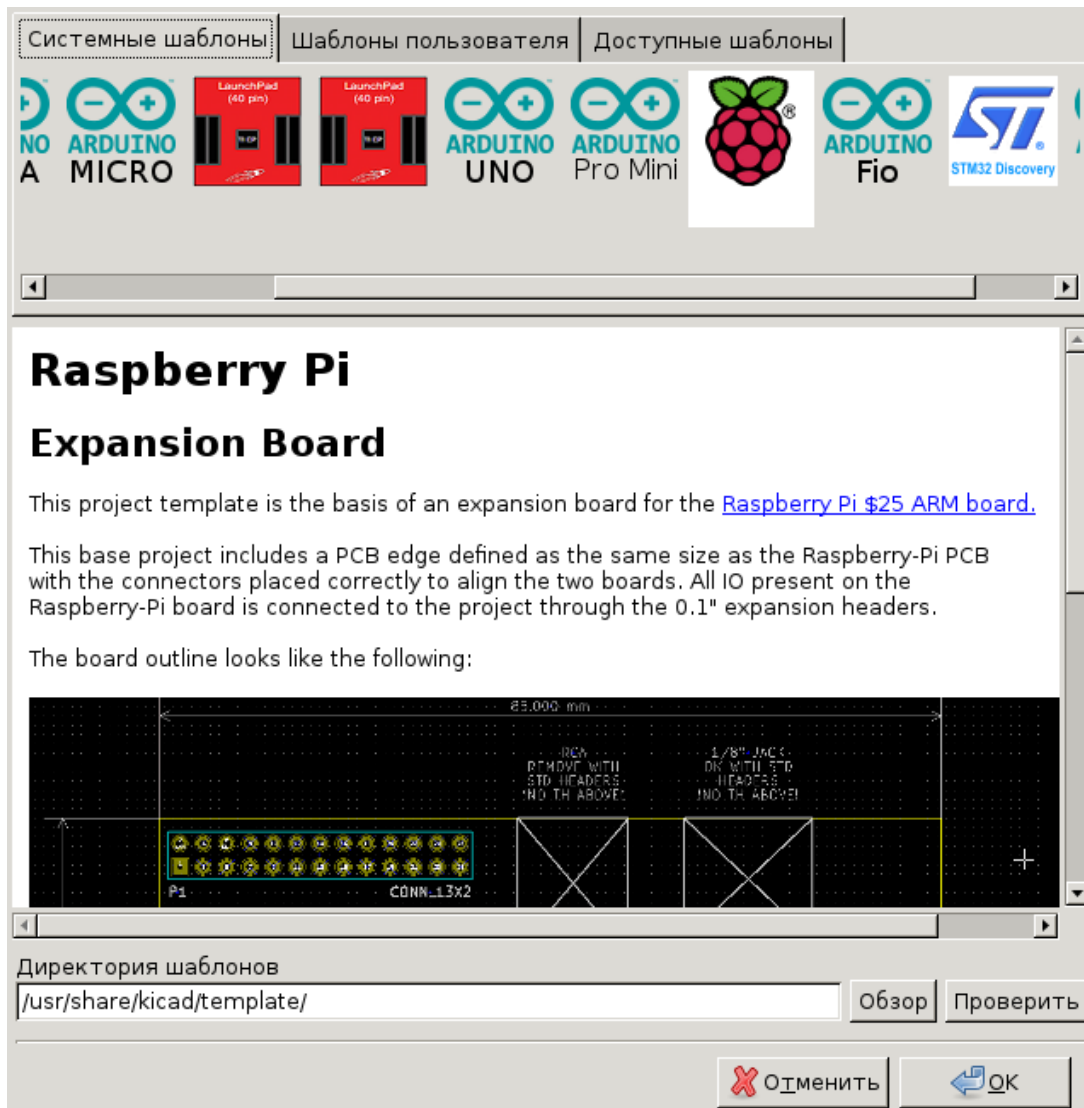 Системные шаблоны Шаблоны пользователя Доступные шаблоны
LaunchPad LaunchPad
(40 pin) (40 pin)
NO ARDUINO ARDUINO ARDUINO ® ARDUINO
A MICRO UNO Pro Mini Fio STM32 Discovery
Raspberry Pi
Expansion Board
This project template is the basis of an expansion board for the Raspberry Pi $25 ARM board.
This base project includes a PCB edge defined as the same size as the Raspberry-Pi PCB
with the connectors placed correctly to align the two boards. All IO present on the
Raspberry-Pi board is connected to the project through the 0.1" expansion headers.
The board outline looks like the following:
85.000 mm
RCA 1/8" JACK
REMOVE WITH OK WITH STD
STD HEADERS HEADERS
(NO TH ABOVE) (NO TH ABOVE)
P1 CONN_13X2
Директория шаблонов
/usr/share/kicad/template/ Обзор Проверить
Отменить OK